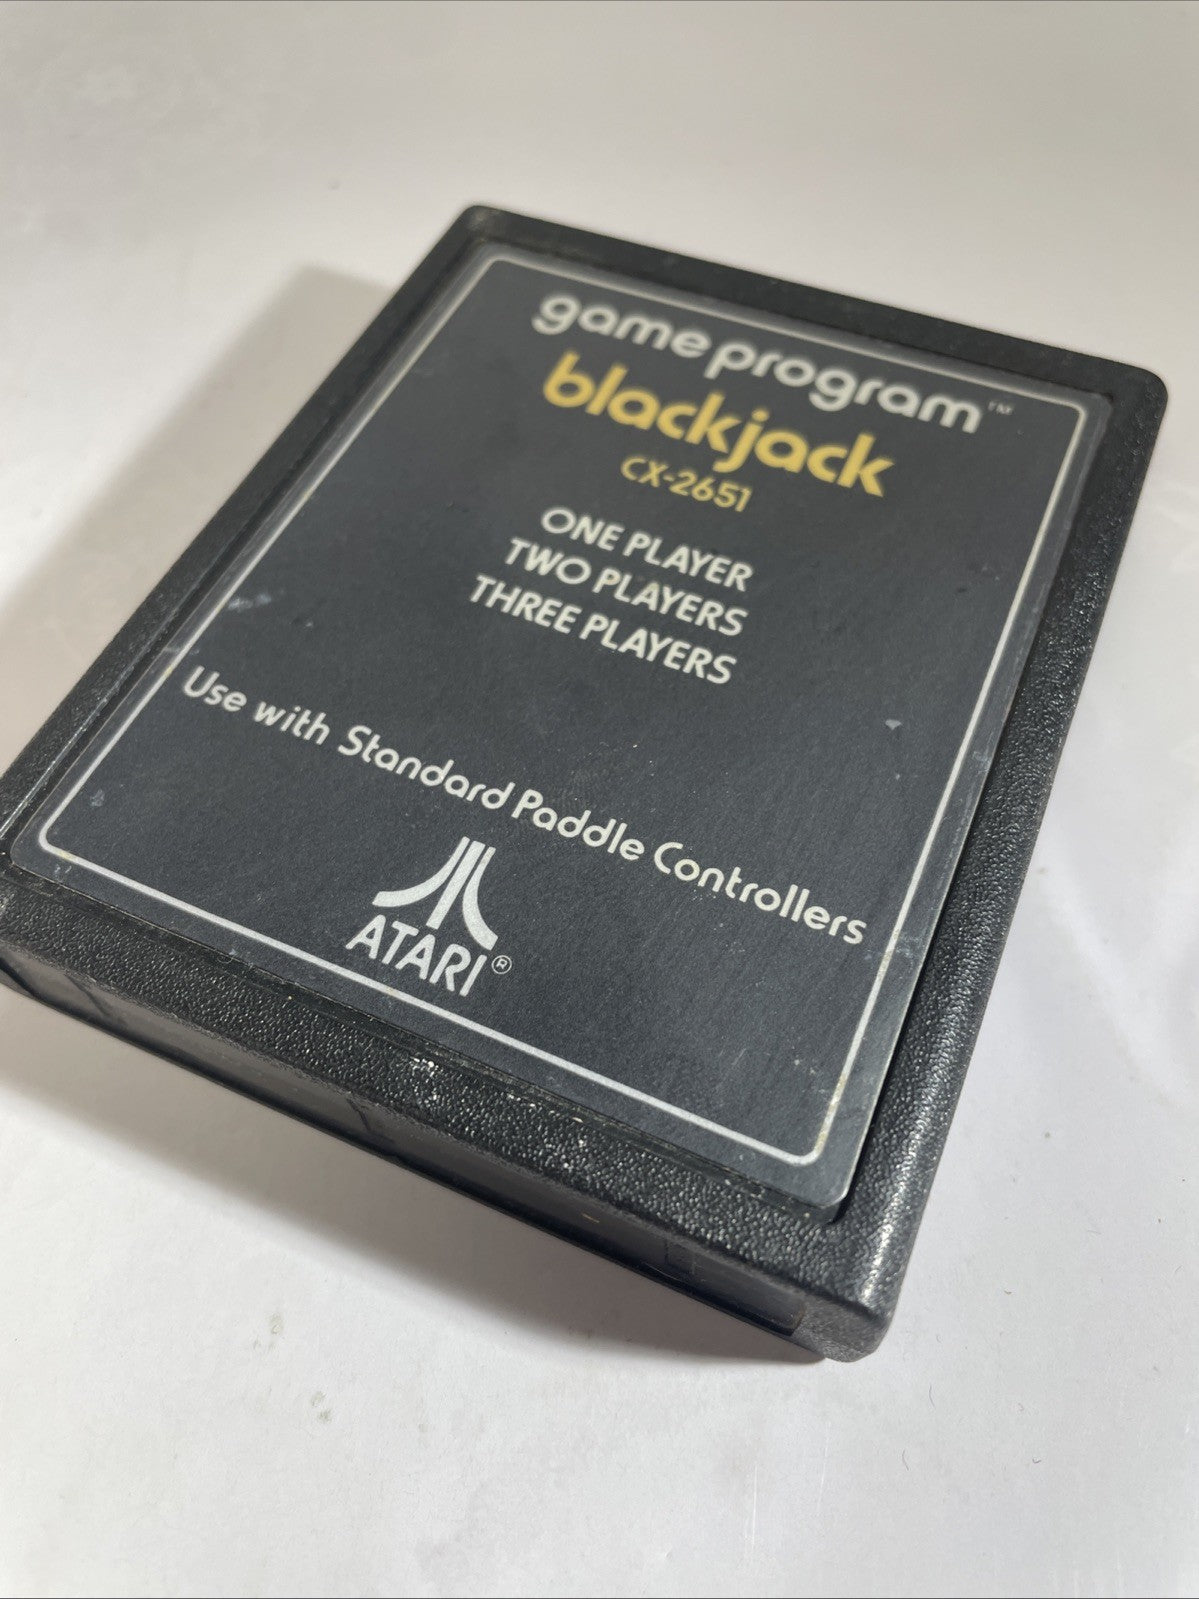 game program™
blackjack
CX-2651
ONE PLAYER
TWO PLAYERS
THREE PLAYERS
Use with Standard Paddle Controllers
ATARI®